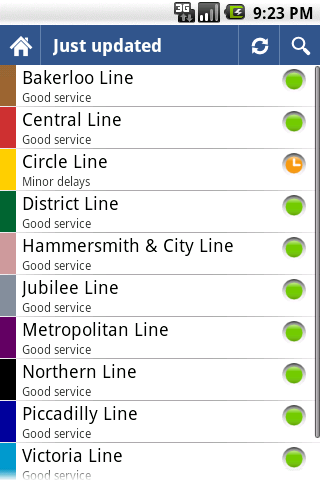 3G 9:23 PM
Just updated
Bakerloo Line
Good service
Central Line
Good service
Circle Line
Minor delays
District Line
Good service
Hammersmith & City Line
Good service
Jubilee Line
Good service
Metropolitan Line
Good service
Northern Line
Good service
Piccadilly Line
Good service
Victoria Line
Good service